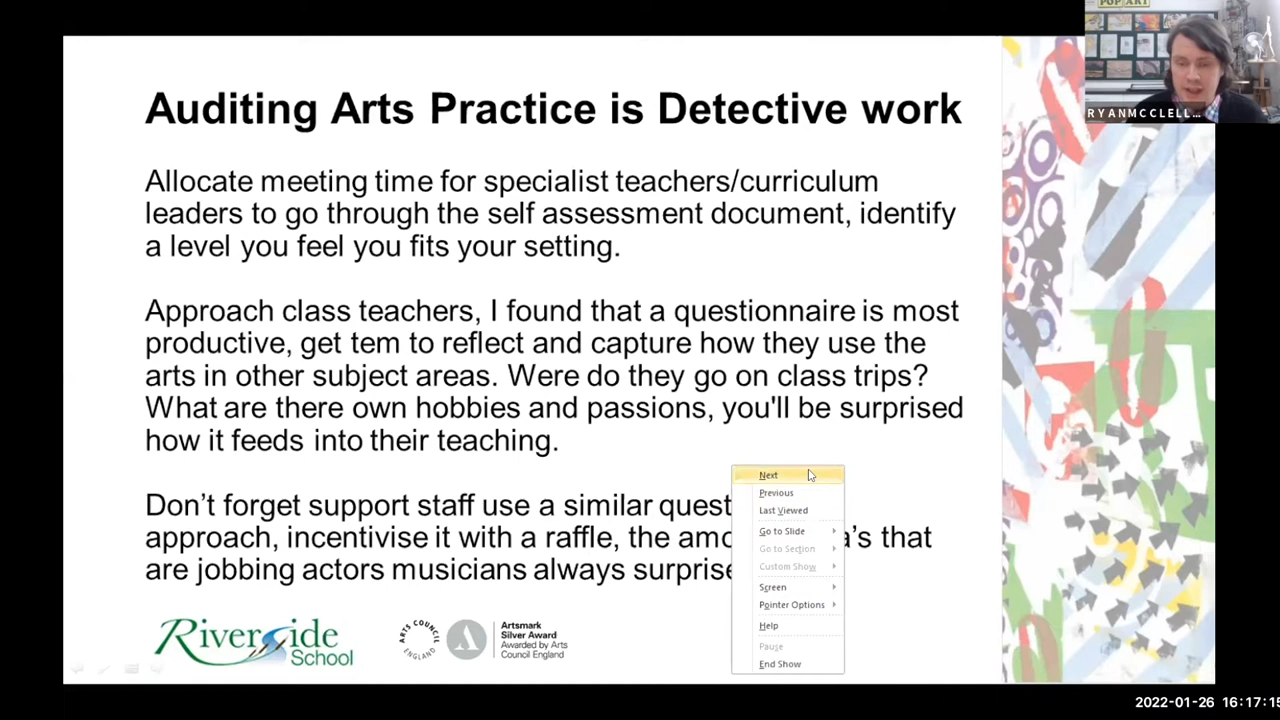 POP ART
RYANMCCLELL...
Auditing Arts Practice is Detective work
Allocate meeting time for specialist teachers/curriculum
leaders to go through the self assessment document, identify
a level you feel you fits your setting.
Approach class teachers, I found that a questionnaire is most
productive, get tem to reflect and capture how they use the
arts in other subject areas. Were do they go on class trips?
What are there own hobbies and passions, you'll be surprised
how it feeds into their teaching.
Don’t forget support staff use a similar
approach, incentivise it with a raffle, the that
are jobbing actors musicians always
Next
Previous
Last Viewed
Go to Slide
Go to Section
Custom Show
Screen
Pointer Options
Help
Pause
End Show
Riverside
School
ARTS COUNCIL
ENGLAND
Artsmark
Silver Award
Awarded by Arts
Council England
2022-01-26 16:17:15